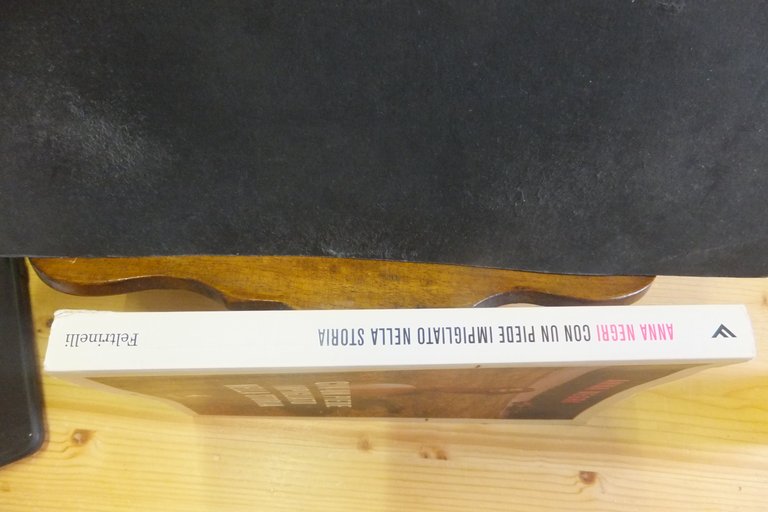 ANNA NEGRI CON UN PIEDE IMPIGLIATO NELLA STORIA
Feltrinelli